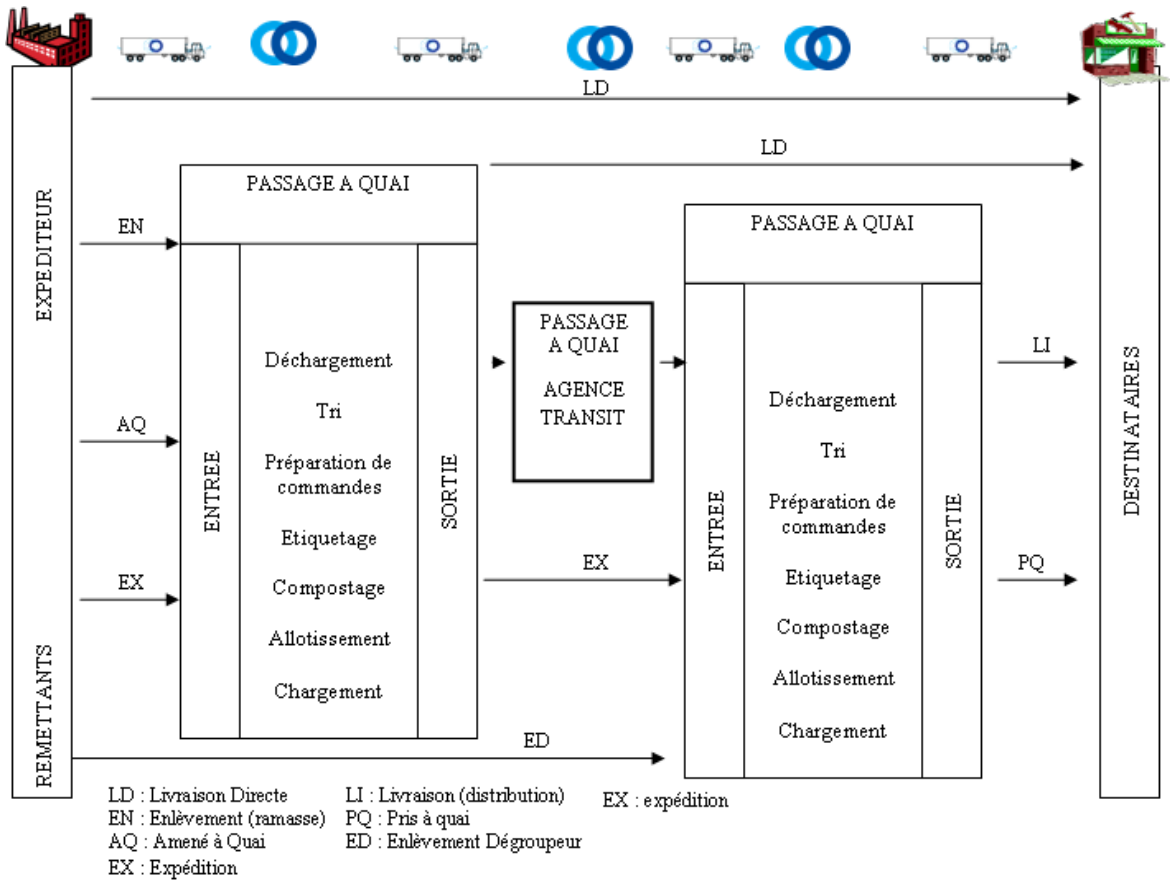 LD
LD
EXPEDITEUR
REMETTANTS
EN
AQ
EX
PASSAGE A QUAI
ENTREE
Déchargement
Tri
Préparation de
commandes
Etiquetage
Compostage
Allotissement
Chargement
SORTIE
PASSAGE
A QUAI
AGENCE
TRANSIT
EX
ED
PASSAGE A QUAI
ENTREE
Déchargement
Tri
Préparation de
commandes
Etiquetage
Compostage
Allotissement
Chargement
SORTIE
LI
PQ
DESTINATAIRES
LD : Livraison Directe
EN : Enlèvement (ramasse)
AQ : Amené à Quai
EX : Expédition
LI : Livraison (distribution)
PQ : Pris à quai
ED : Enlèvement Dégroupeur
EX : expédition